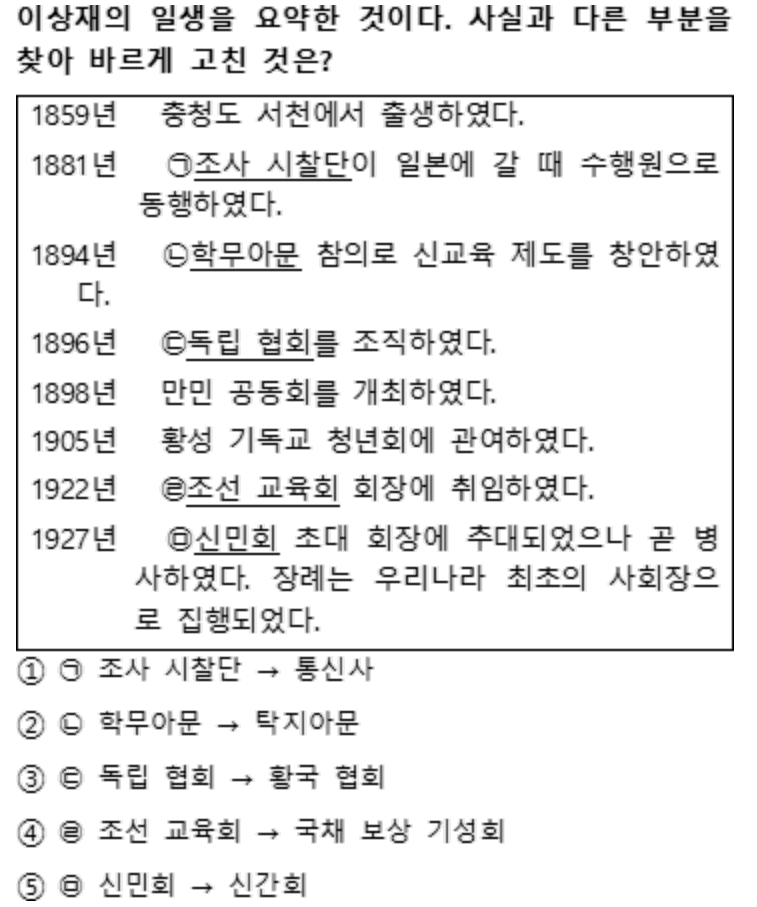 이상재의 일생을 요약한 것이다. 사실과 다른 부분을
찾아 바르게 고친 것은?
1859년 충청도 서천에서 출생하였다.
1881년 ㉠조사 시찰단이 일본에 갈 때 수행원으로
동행하였다.
1894년 ㉡학무아문 참의로 신교육 제도를 창안하였
다.
1896년 ㉢독립 협회를 조직하였다.
1898년 만민 공동회를 개최하였다.
1905년 황성 기독교 청년회에 관여하였다.
1922년 ㉣조선 교육회 회장에 취임하였다.
1927년 ㉤신민회 초대 회장에 추대되었으나 곧 병
사하였다. 장례는 우리나라 최초의 사회장으
로 집행되었다.
① ㉠ 조사 시찰단 → 통신사
② ㉡ 학무아문 → 탁지아문
③ ㉢ 독립 협회 → 황국 협회
④ ㉣ 조선 교육회 → 국채 보상 기성회
⑤ ㉤ 신민회 → 신간회